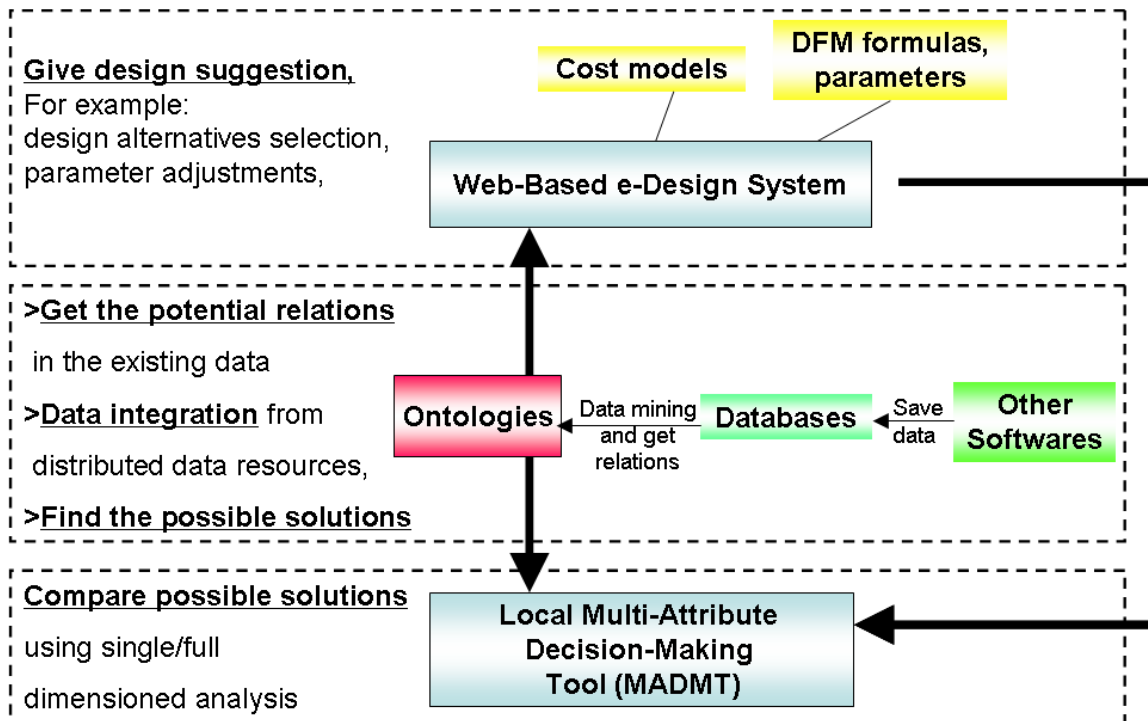 Give design suggestion,
For example:
design alternatives selection,
parameter adjustments,
Cost models
DFM formulas,
parameters
Web-Based e-Design System
>Get the potential relations
in the existing data
>Data integration from
distributed data resources,
>Find the possible solutions
Ontologies
Data mining
and get
relations
Databases
Save
data
Other
Softwares
Compare possible solutions
using single/full
dimensioned analysis
Local Multi-Attribute
Decision-Making
Tool (MADMT)